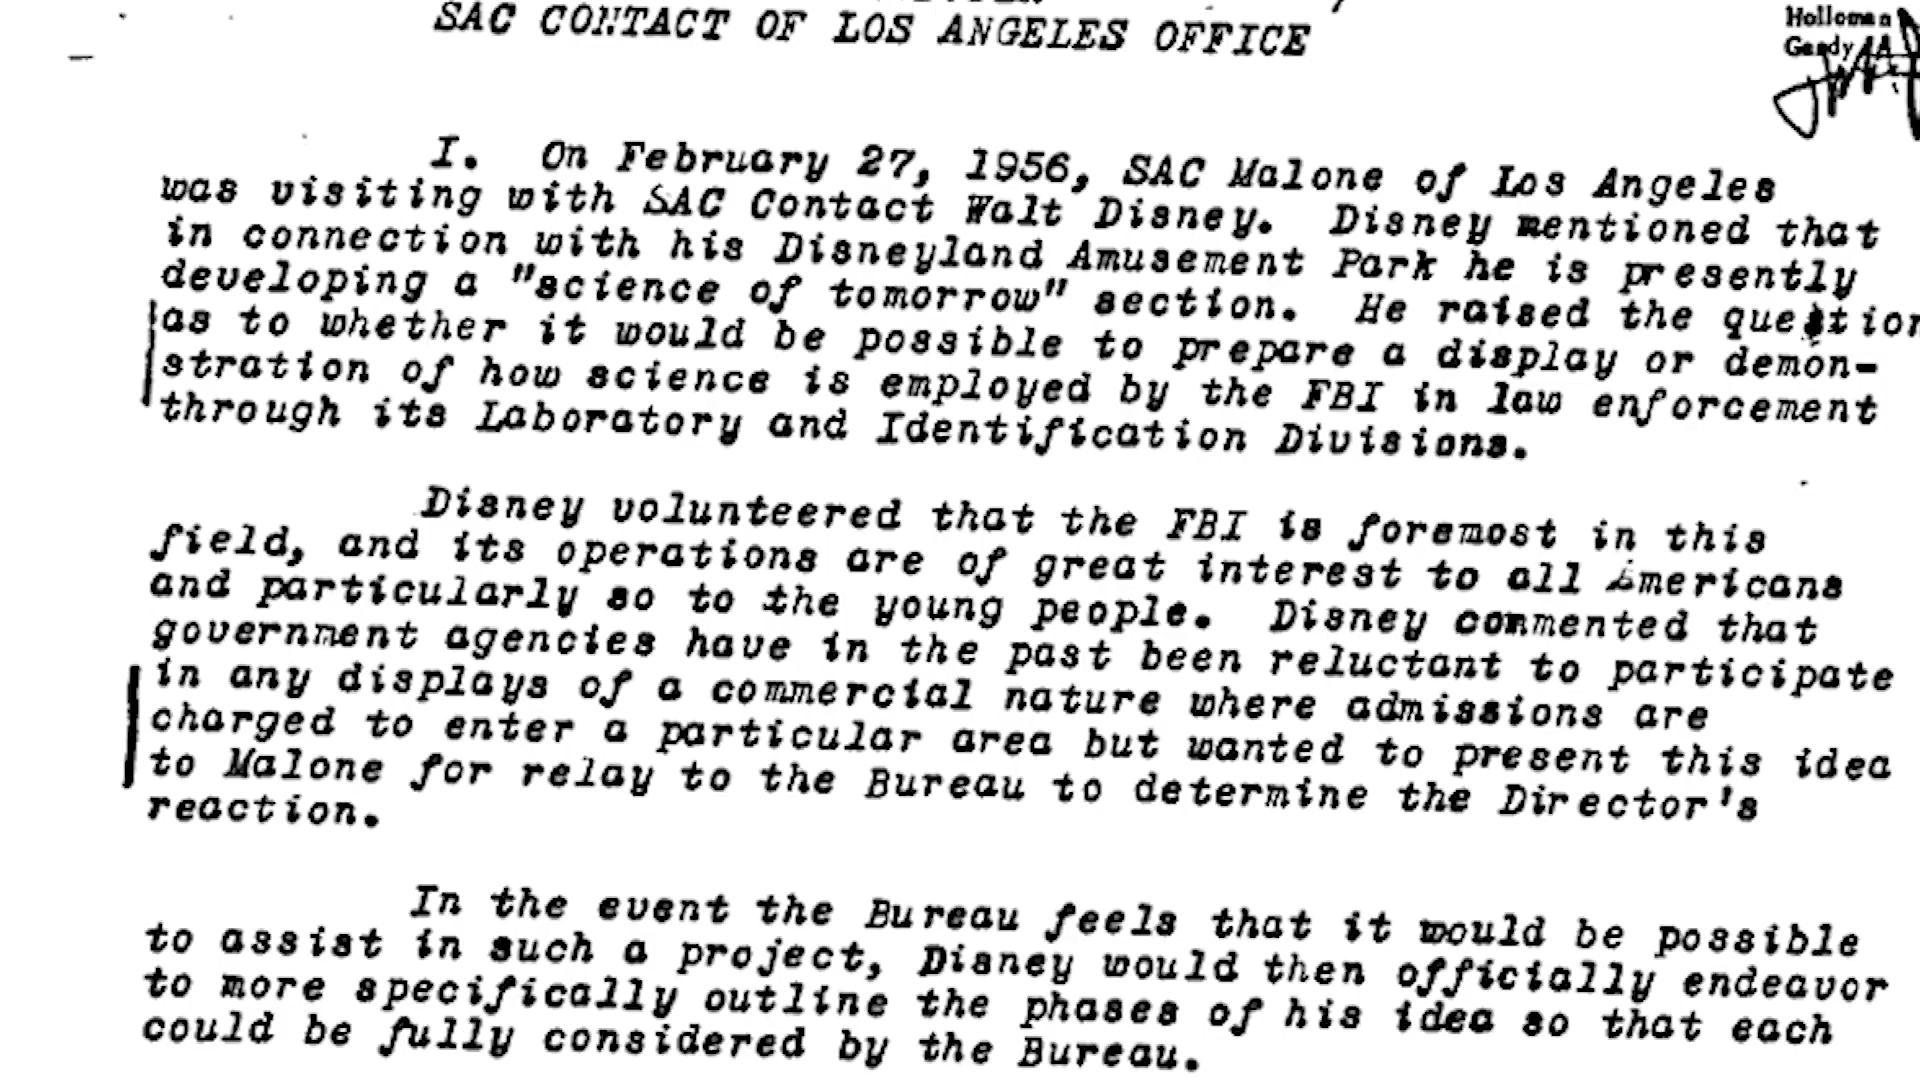 SAC CONTACT OF LOS ANGELES OFFICE
Holloman
Gandy
I. On February 27, 1956, SAC Malone of Los Angeles
was visiting with SAC Contact Walt Disney. Disney mentioned that
in connection with his Disneyland Amusement Park he is presently
developing a "science of tomorrow" section. He raised the question
as to whether it would be possible to prepare a display or demon-
stration of how science is employed by the FBI in law enforcement
through its Laboratory and Identification Divisions.
Disney volunteered that the FBI is foremost in this
field, and its operations are of great interest to all Americans
and particularly so to the young people. Disney commented that
government agencies have in the past been reluctant to participate
in any displays of a commercial nature where admissions are
charged to enter a particular area but wanted to present this idea
to Malone for relay to the Bureau to determine the Director's
reaction.
In the event the Bureau feels that it would be possible
to assist in such a project, Disney would then officially endeavor
to more specifically outline the phases of his idea so that each
could be fully considered by the Bureau.